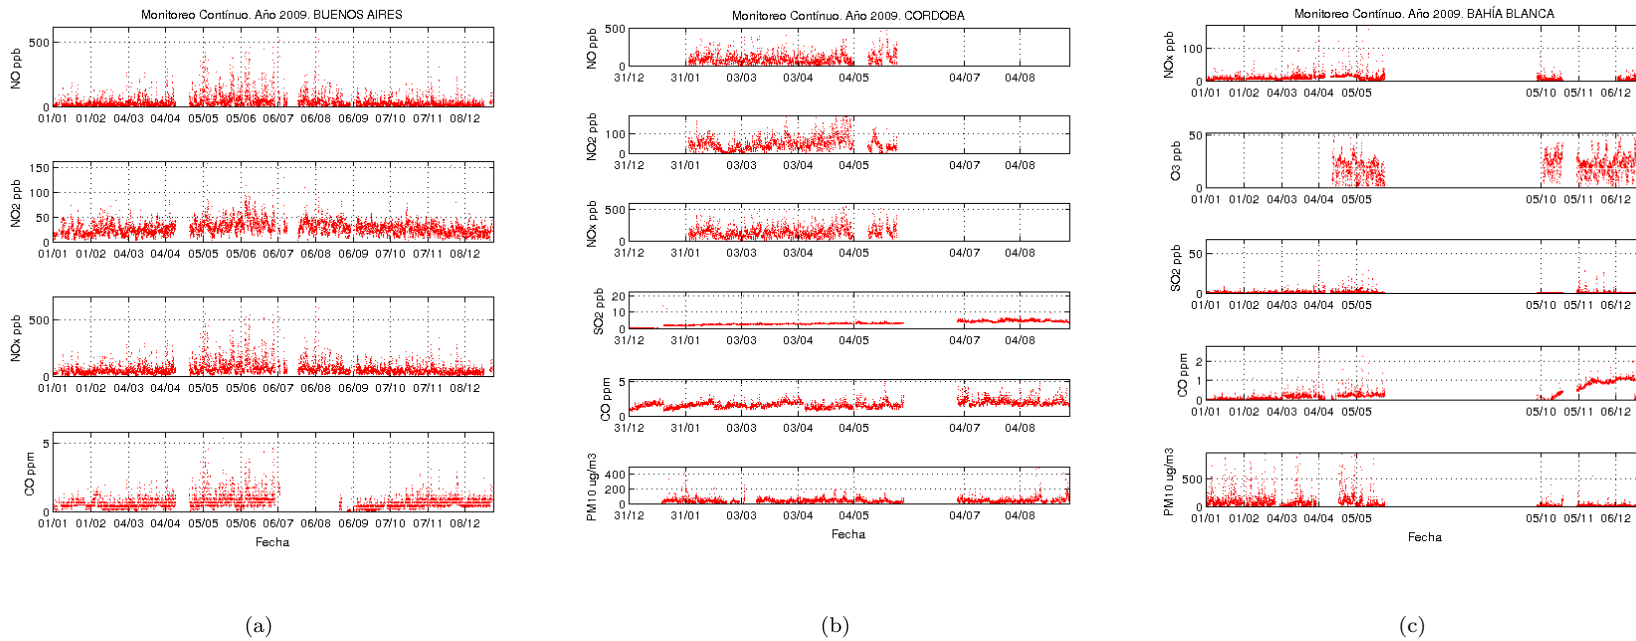 Monitoreo Contínuo. Año 2009. BUENOS AIRES
500
0
NO ppb
01/01 01/02 04/03 04/04 05/05 05/06 06/07 06/08 06/09 07/10 07/11 08/12
150
100
50
0
NO2 ppb
01/01 01/02 04/03 04/04 05/05 05/06 06/07 06/08 06/09 07/10 07/11 08/12
500
0
NOx ppb
01/01 01/02 04/03 04/04 05/05 05/06 06/07 06/08 06/09 07/10 07/11 08/12
5
0
CO ppm
01/01 01/02 04/03 04/04 05/05 05/06 06/07 06/08 06/09 07/10 07/11 08/12
Fecha
(a)
Monitoreo Contínuo. Año 2009. CORDOBA
500
0
NO ppb
31/12 31/01 03/03 03/04 04/05 04/07 04/08
100
0
NO2 ppb
31/12 31/01 03/03 03/04 04/05 04/07 04/08
500
0
NOx ppb
31/12 31/01 03/03 03/04 04/05 04/07 04/08
20
10
0
SO2 ppb
31/12 31/01 03/03 03/04 04/05 04/07 04/08
5
0
CO ppm
31/12 31/01 03/03 03/04 04/05 04/07 04/08
400
200
0
PM10 ug/m3
31/12 31/01 03/03 03/04 04/05 04/07 04/08
Fecha
(b)
Monitoreo Contínuo. Año 2009. BAHÍA BLANCA
100
0
NOx ppb
01/01 01/02 04/03 04/04 05/05 05/10 05/11 06/12
50
0
O3 ppb
01/01 01/02 04/03 04/04 05/05 05/10 05/11 06/12
50
0
SO2 ppb
01/01 01/02 04/03 04/04 05/05 05/10 05/11 06/12
2
1
0
CO ppm
01/01 01/02 04/03 04/04 05/05 05/10 05/11 06/12
500
0
PM10 ug/m3
01/01 01/02 04/03 04/04 05/05 05/10 05/11 06/12
Fecha
(c)